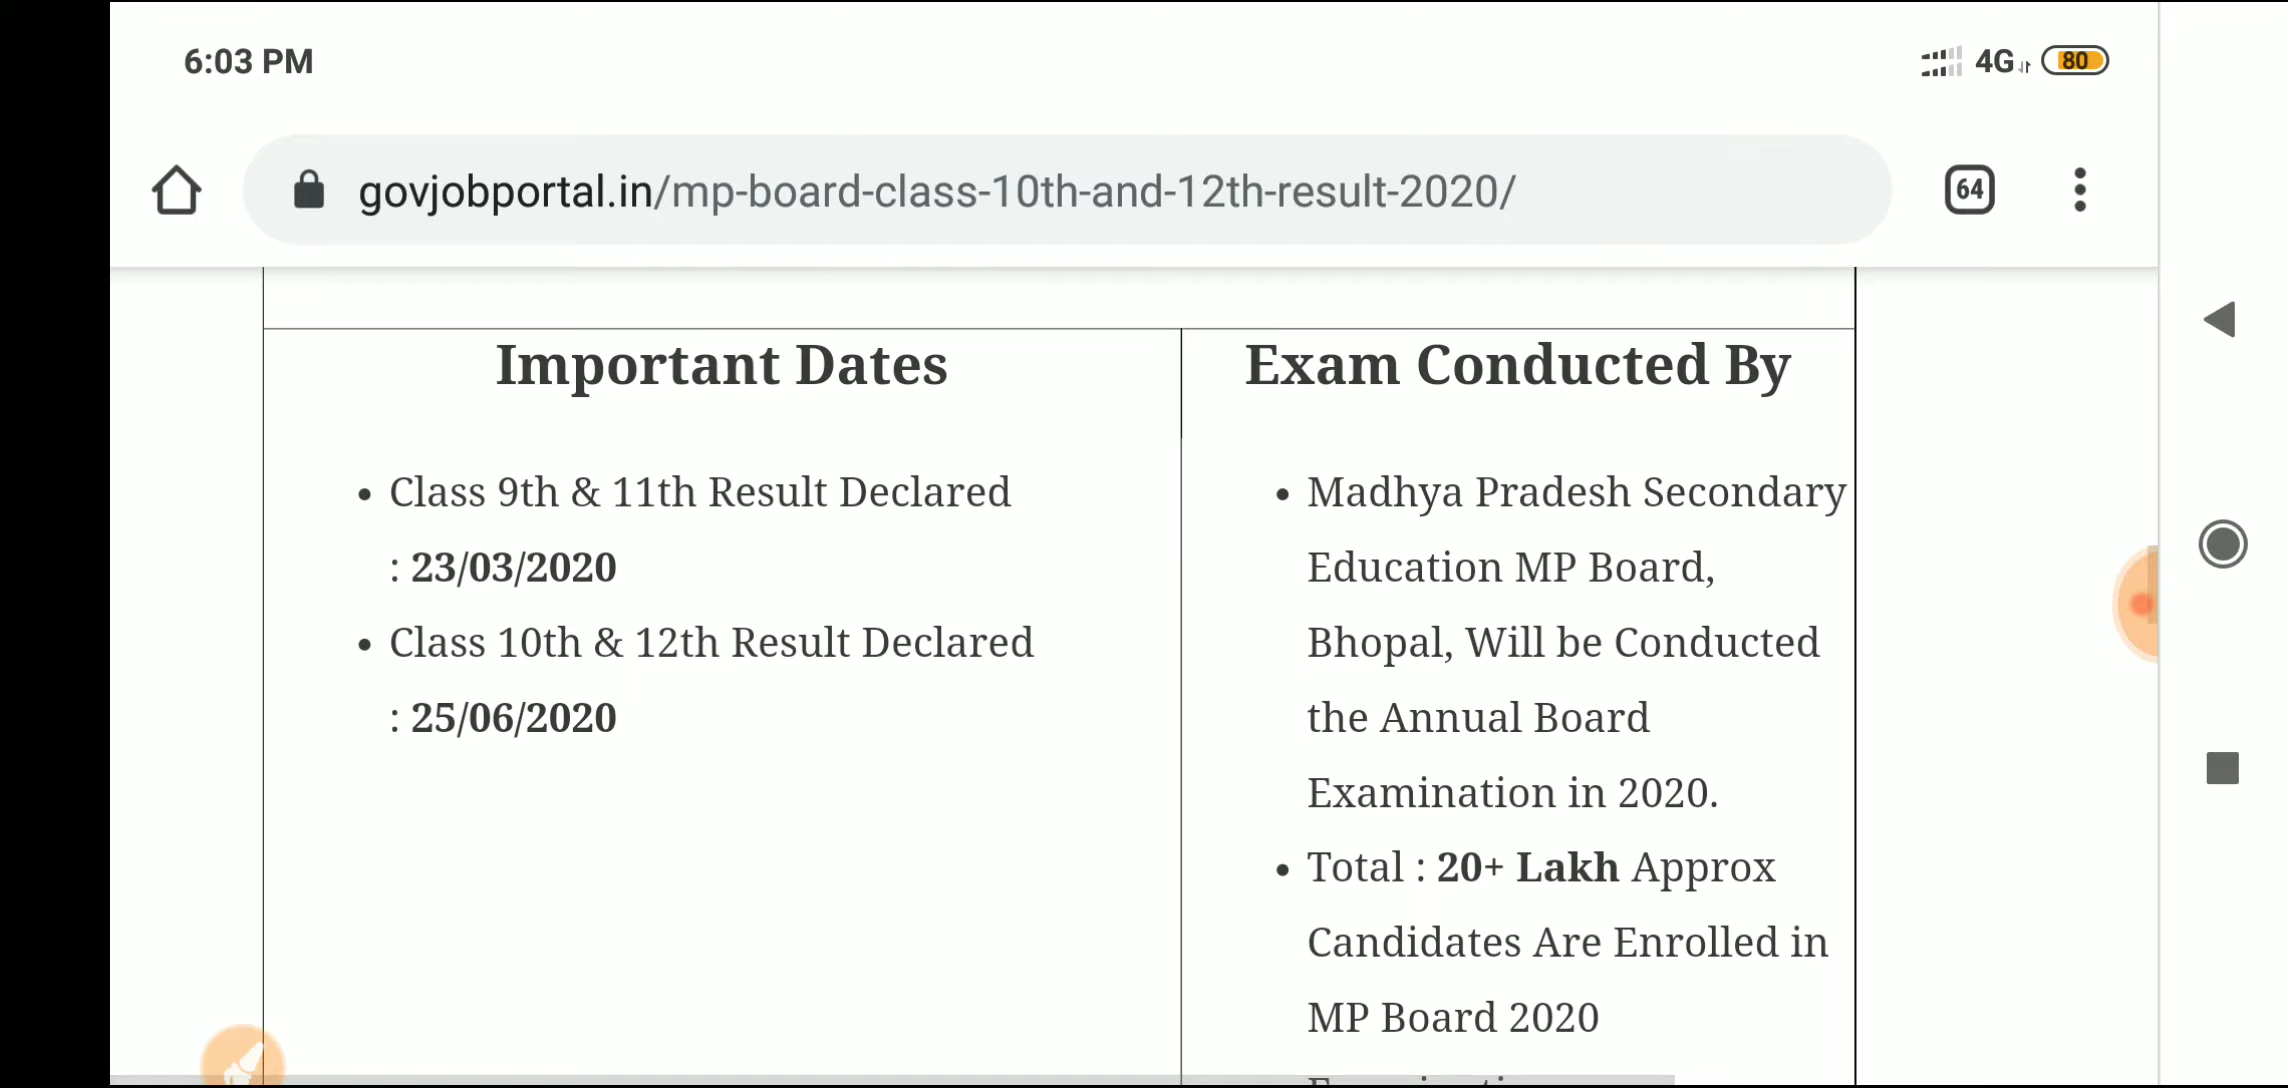 6:03 PM
4G
80
govjobportal.in/mp-board-class-10th-and-12th-result-2020/
64
Important Dates
Class 9th & 11th Result Declared
: 23/03/2020
Class 10th & 12th Result Declared
: 25/06/2020
Exam Conducted By
Madhya Pradesh Secondary
Education MP Board,
Bhopal, Will be Conducted
the Annual Board
Examination in 2020.
Total : 20+ Lakh Approx
Candidates Are Enrolled in
MP Board 2020